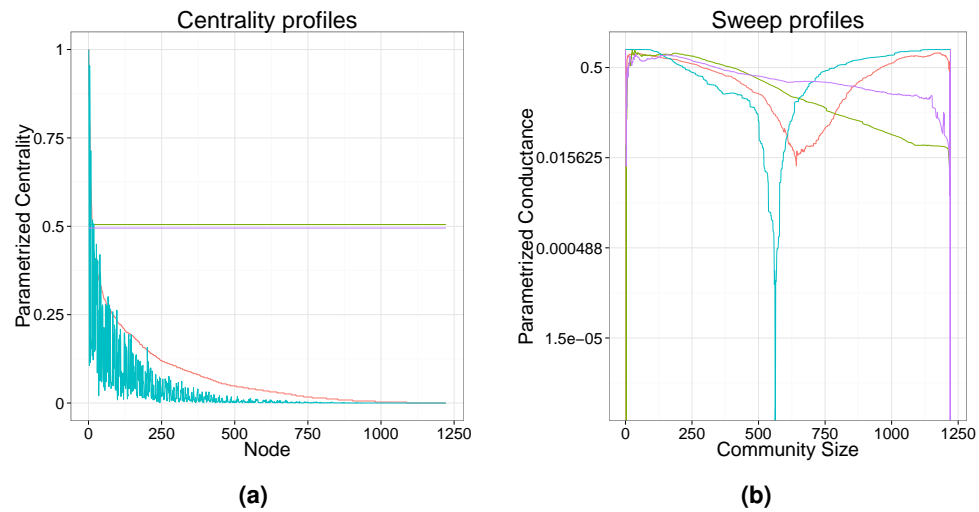 Centrality profiles
Parametrized Centrality
1
0.75
0.5
0.25
0
0
250
500
750
1000
1250
Node
(a)
Sweep profiles
Parametrized Conductance
0.5
0.015625
0.000488
1.5e−05
0
250
500
750
1000
1250
Community Size
(b)